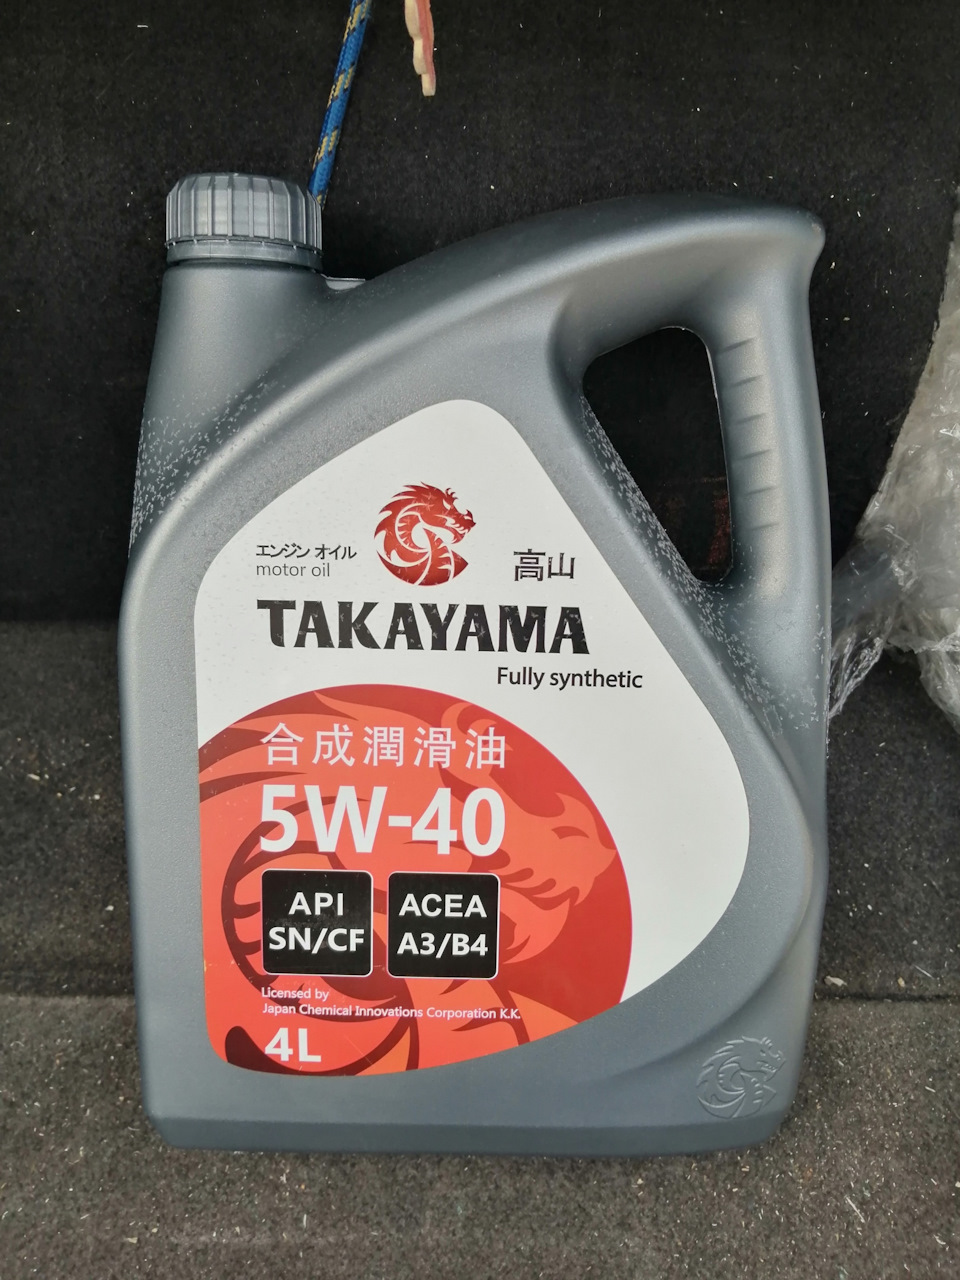 エンジン オイル
motor oil
高山
TAKAYAMA
Fully synthetic
合成潤滑油
5W-40
API
SN/CF
ACEA
A3/B4
Licensed by
Japan Chemical Innovations Corporation K.K.
4L